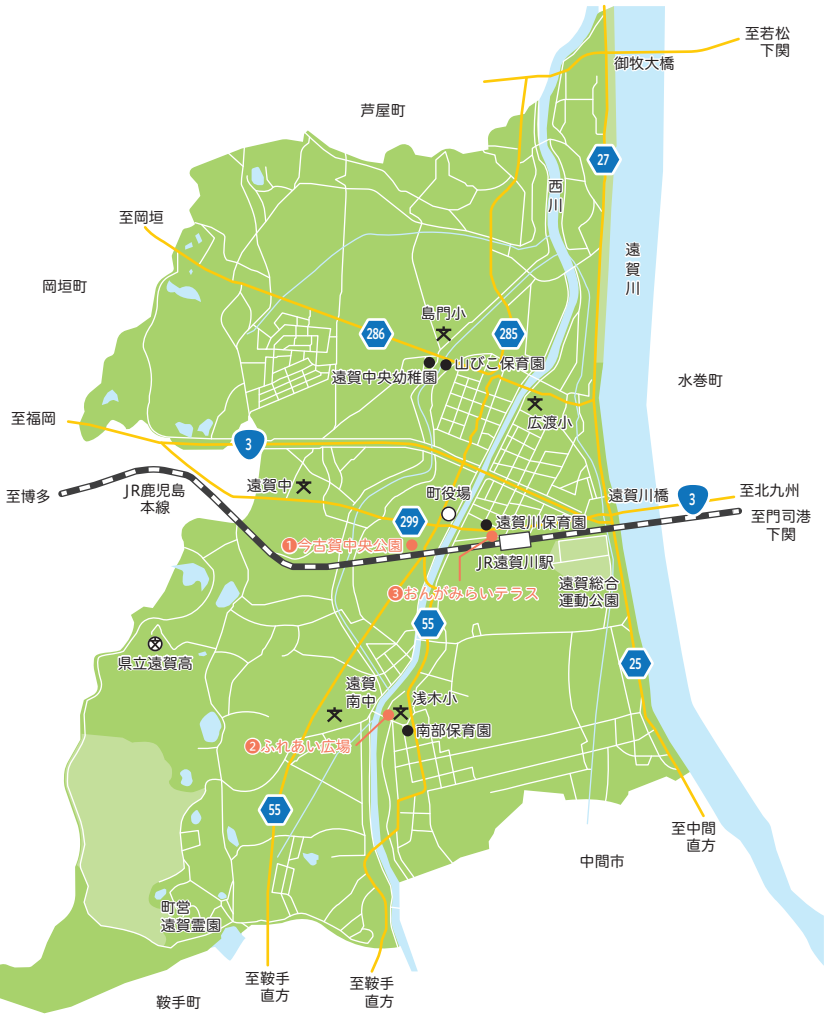 至若松
下関
御牧大橋
芦屋町
27
西川
至岡垣
遠賀川
岡垣町
島門小
286
285
山びこ保育園
遠賀中央幼稚園
水巻町
至福岡
広渡小
3
遠賀中
町役場
遠賀川橋
3
至北九州
至博多
JR鹿児島
本線
299
遠賀川保育園
至門司港
下関
1今古賀中央公園
JR遠賀川駅
遠賀総合
運動公園
3おんがみらいテラス
55
県立遠賀高
25
遠賀
南中
浅木小
南部保育園
2ふれあい広場
55
至中間
直方
中間市
町営
遠賀霊園
至鞍手
直方
至鞍手
直方
鞍手町